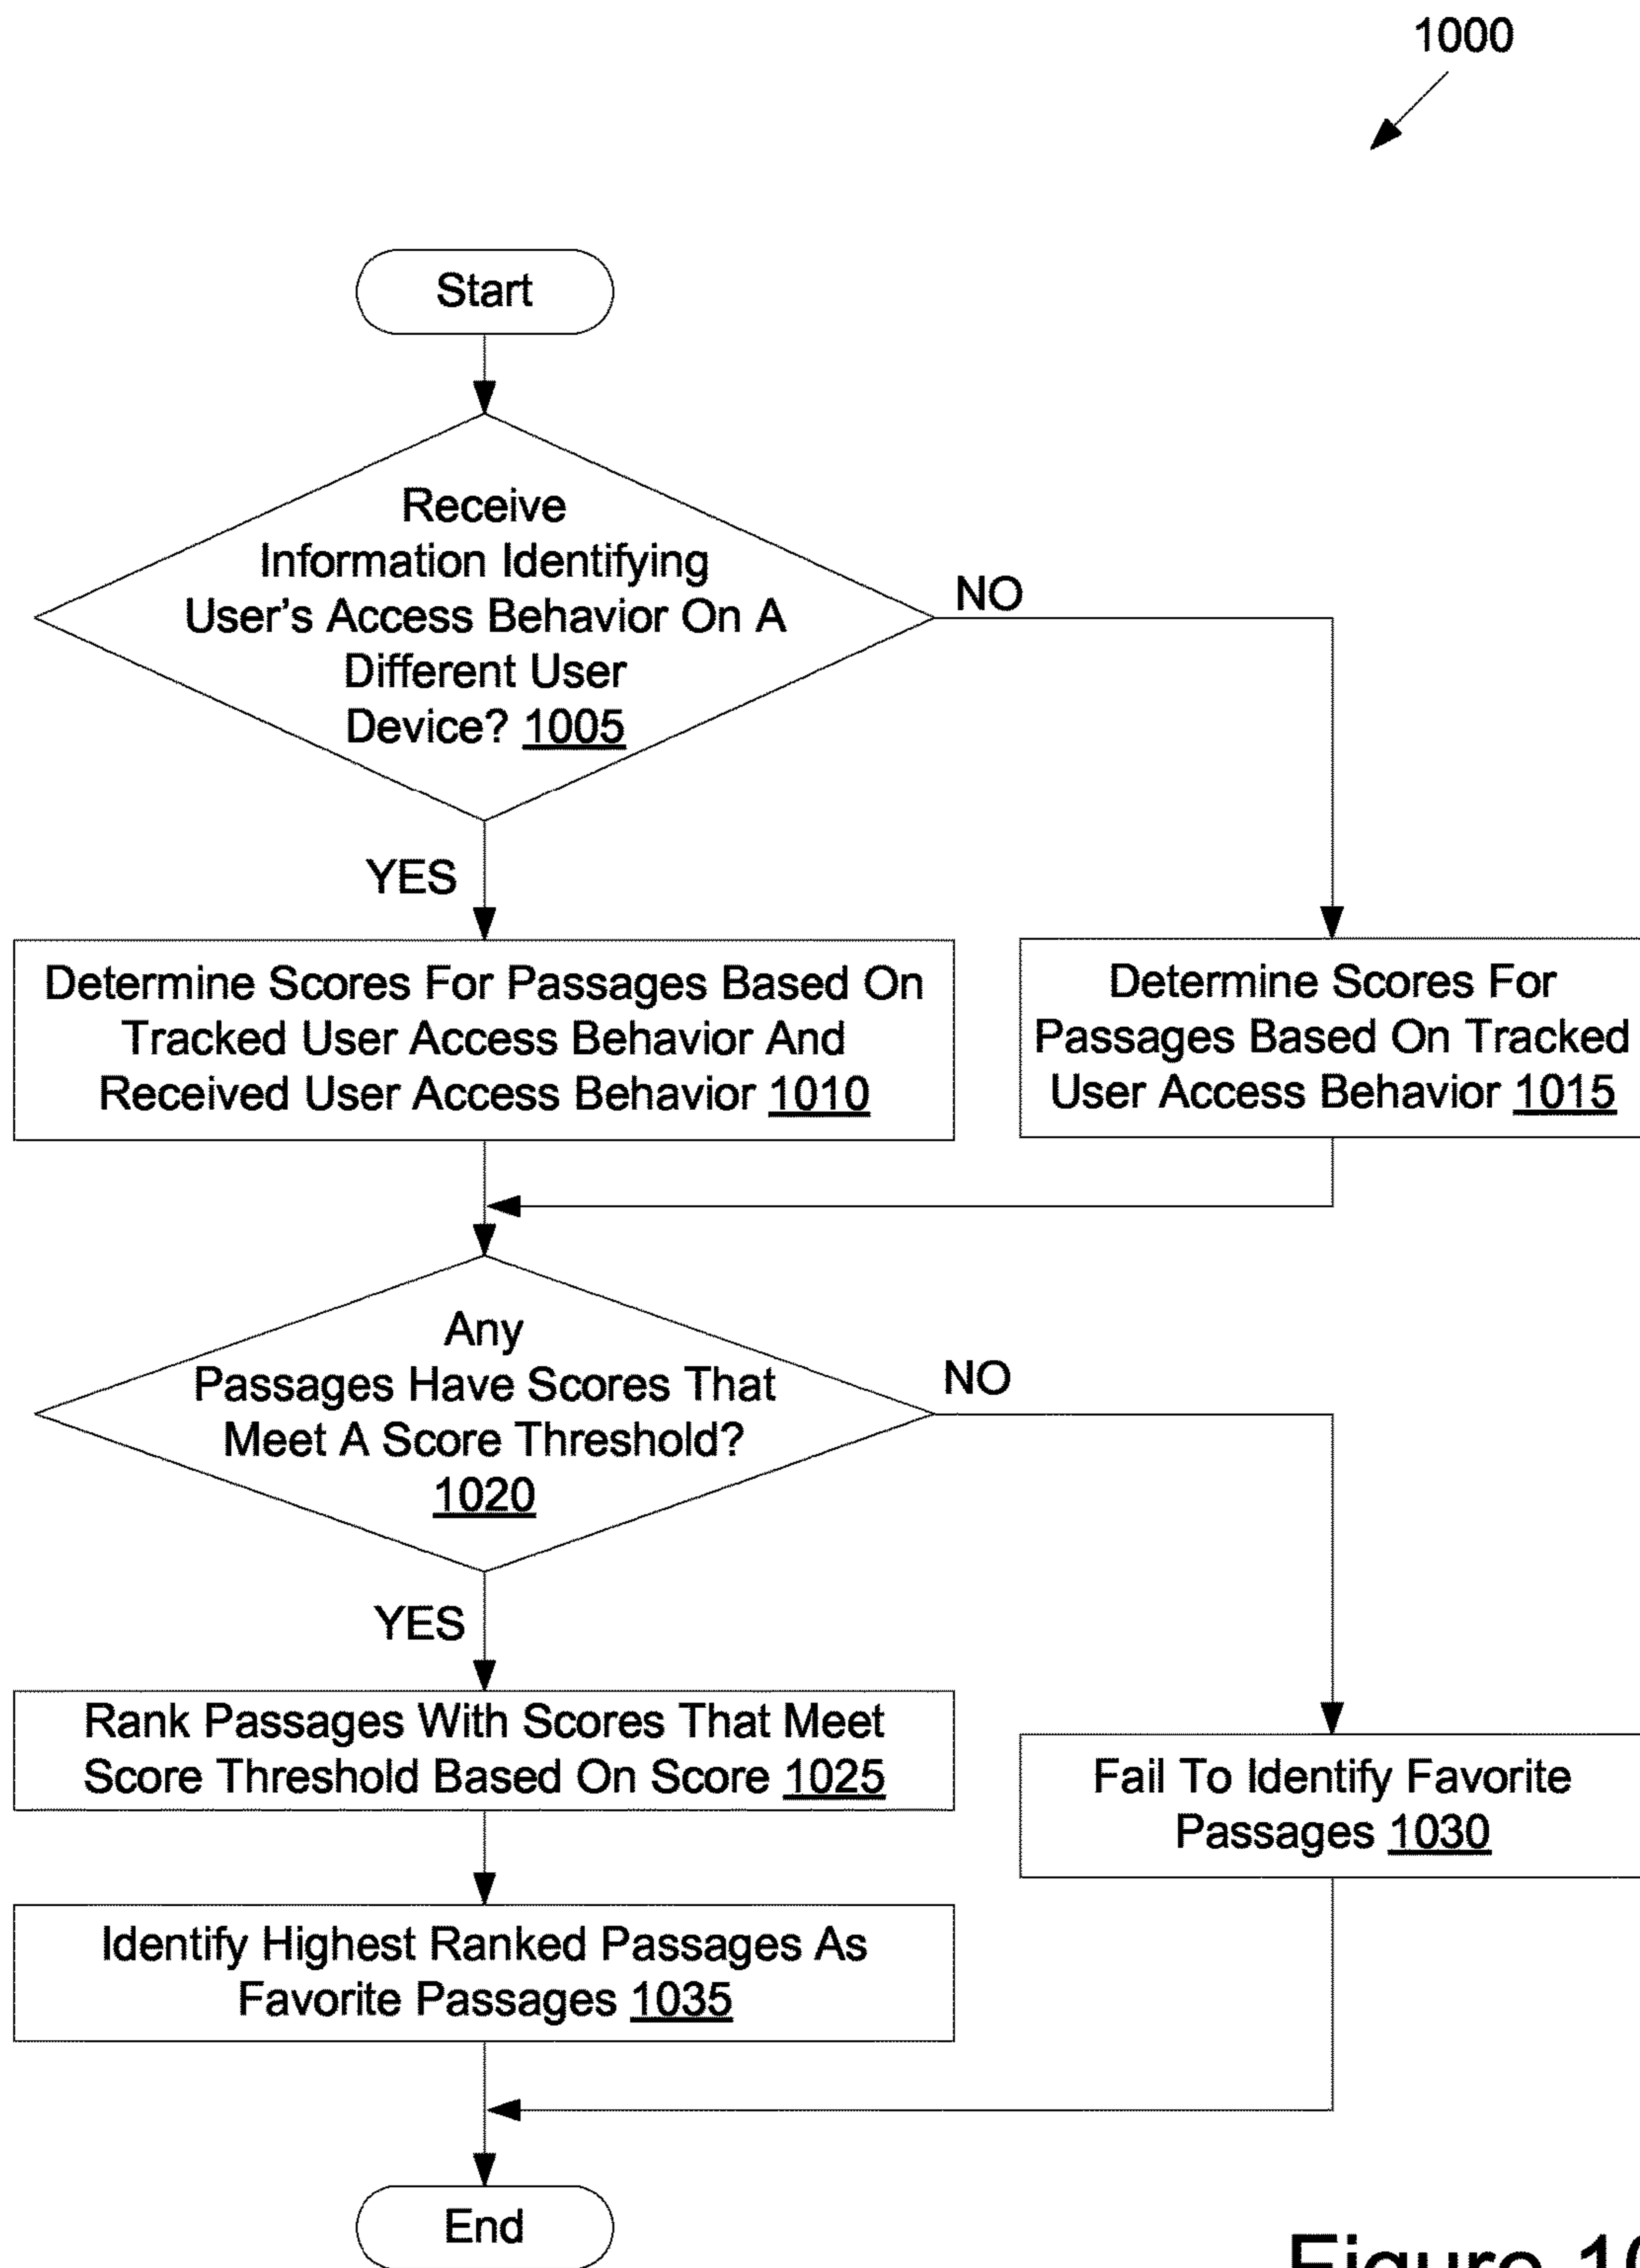 1000
Start
Receive
Information Identifying
User's Access Behavior On A
Different User
Device? 1005
NO
YES
Determine Scores For Passages Based On
Tracked User Access Behavior And
Received User Access Behavior 1010
Determine Scores For
Passages Based On Tracked
User Access Behavior 1015
Any
Passages Have Scores That
Meet A Score Threshold?
1020
NO
YES
Rank Passages With Scores That Meet
Score Threshold Based On Score 1025
Fail To Identify Favorite
Passages 1030
Identify Highest Ranked Passages As
Favorite Passages 1035
End
Figure 10